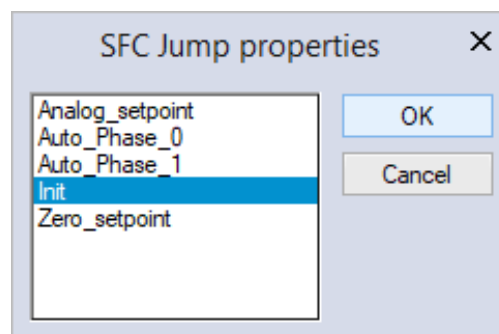 SFC Jump properties
Analog_setpoint
Auto_Phase_0
Auto_Phase_1
Init
Zero_setpoint
OK
Cancel